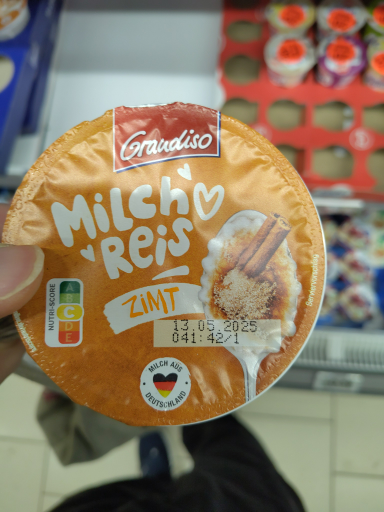 Grandiso
MiLCH
REiS
ZiMT
NUTRI-SCORE
A
B
C
D
E
13.05.2025
041:42/1
MILCH AUS
DEUTSCHLAND